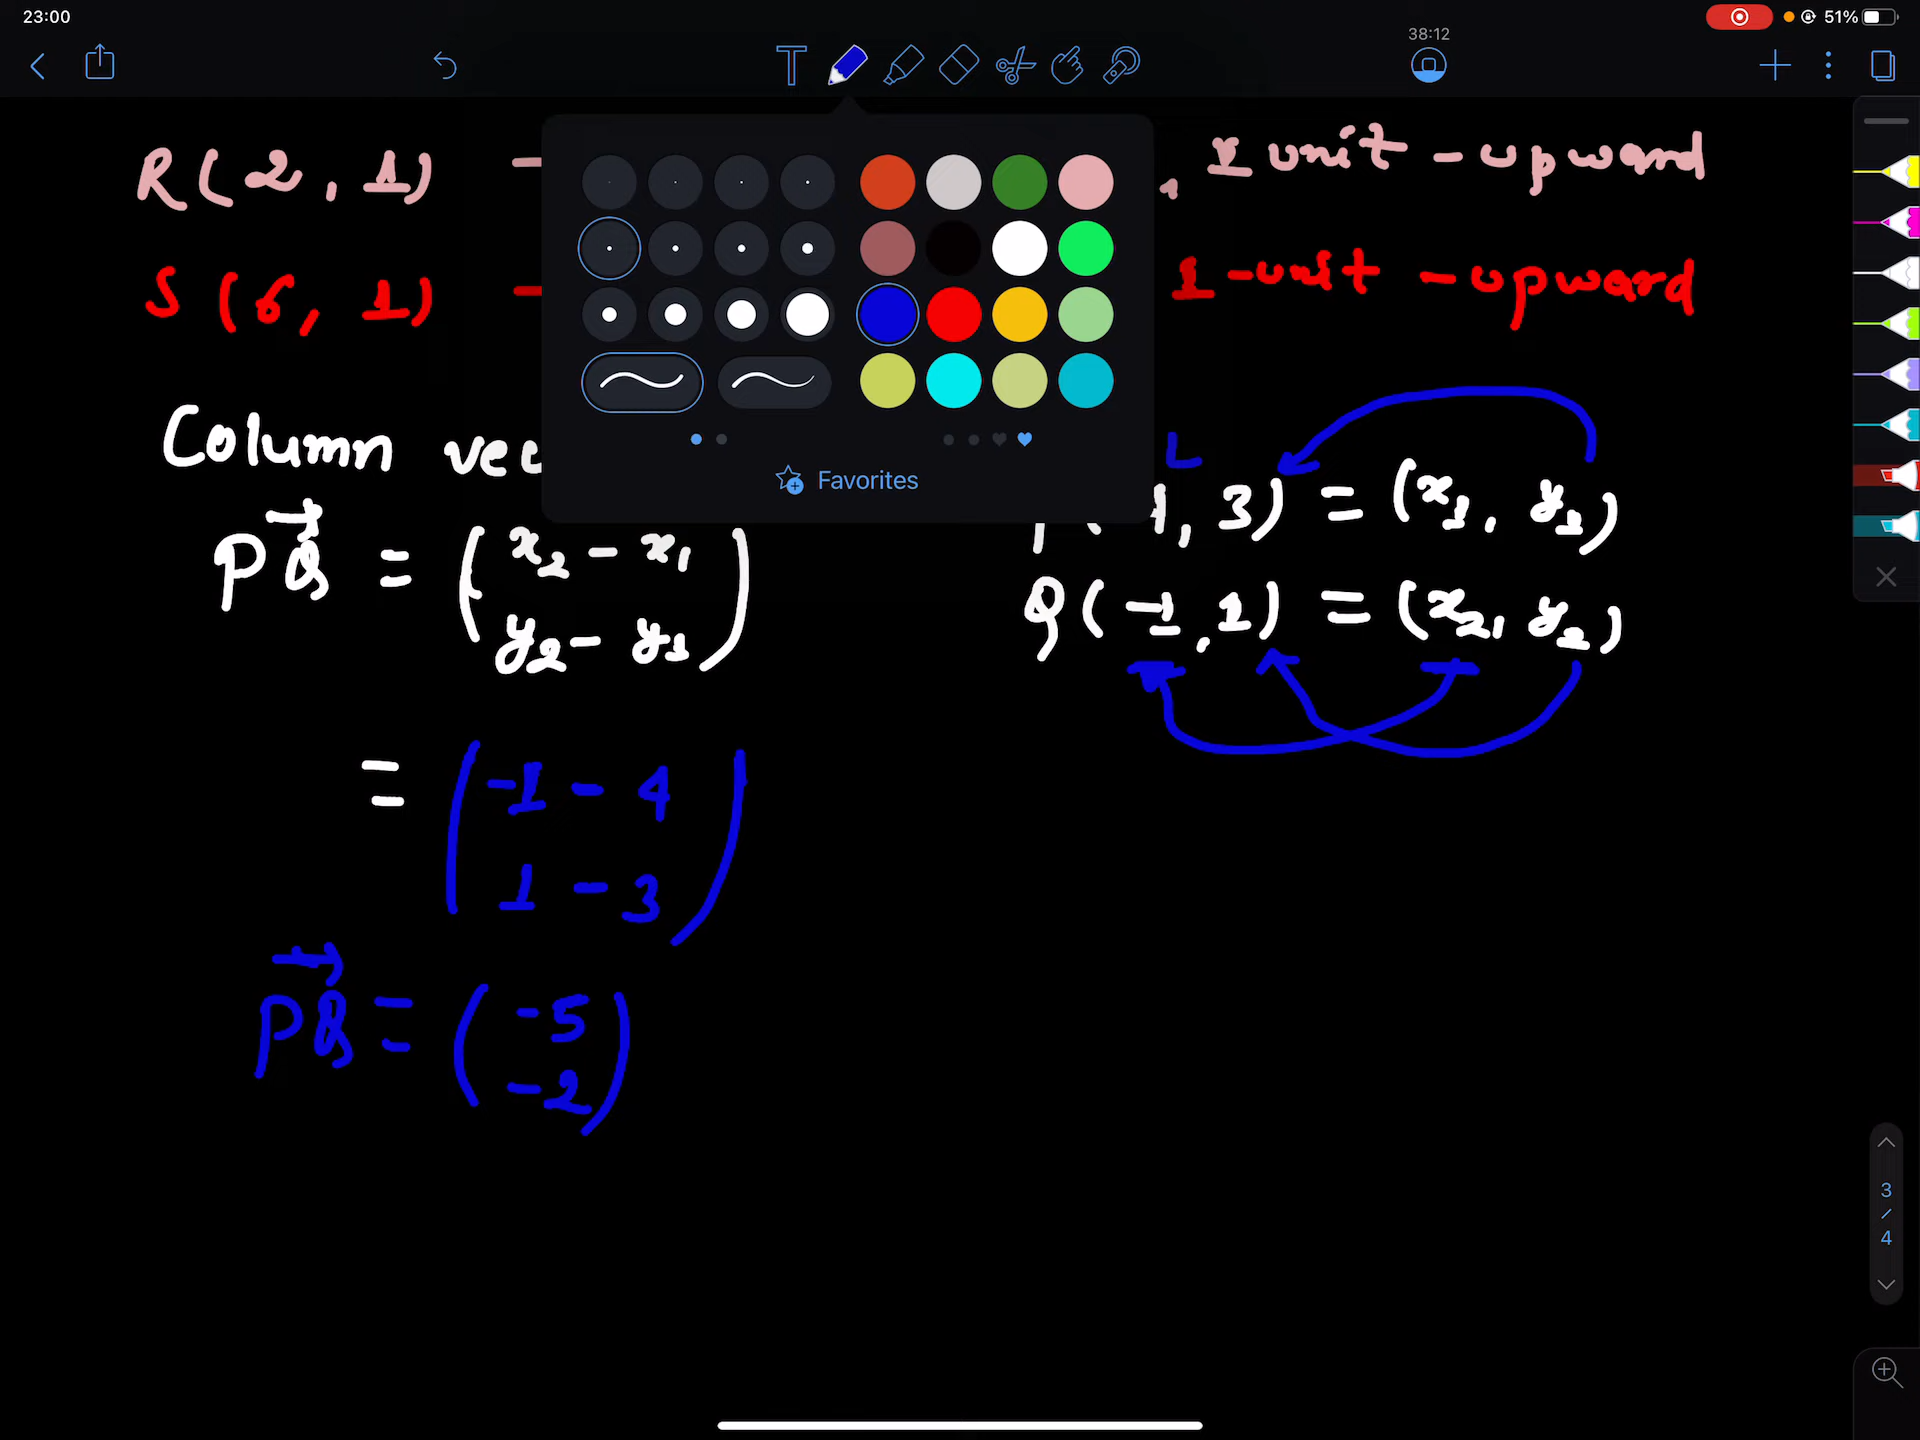 23:00
51%
38:12
R(2, 1) - , 1 unit - upward
S(6, 1) - 1-unit - upward
Favorites
Column vec
, 3) = (x₁, y₁)
PQ = (x₂ - x₁
y₂ - y₁)
Q(-1, 1) = (x₂, y₂)
= (-1 - 4
1 - 3)
PQ = (-5
-2)
3
/
4